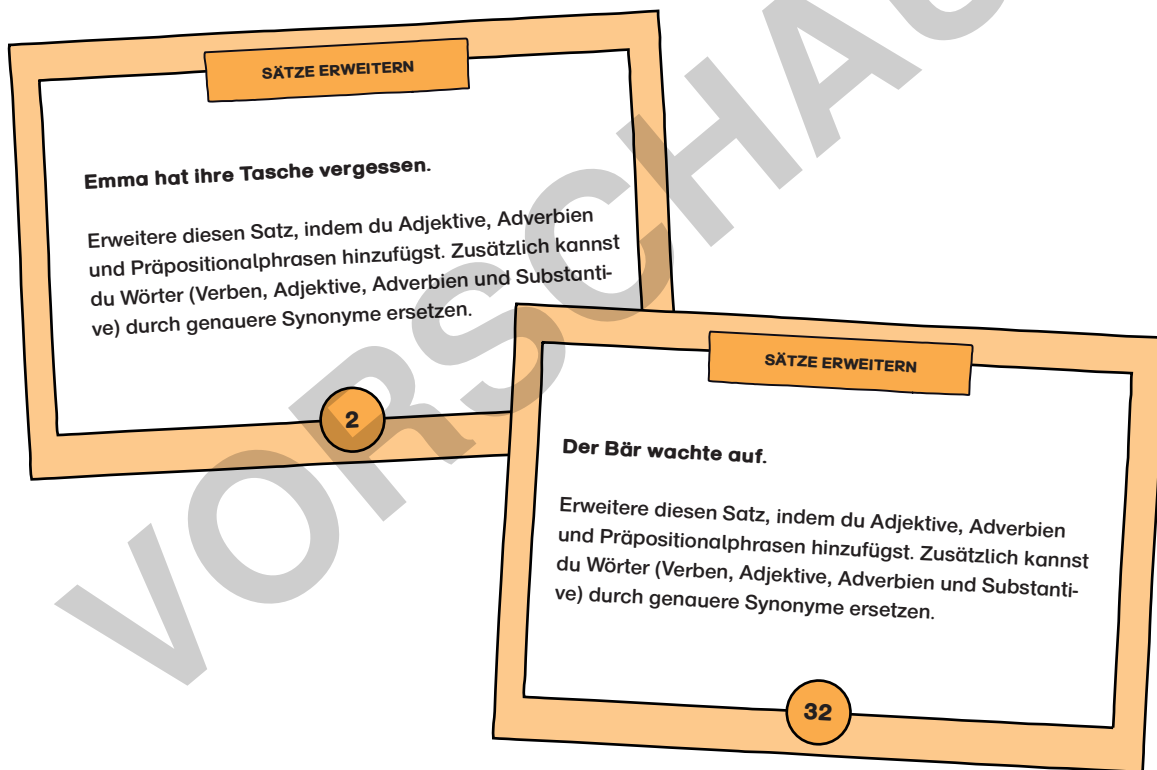 SÄTZE ERWEITERN
Emma hat ihre Tasche vergessen.
Erweitere diesen Satz, indem du Adjektive, Adverbien
und Präpositionalphrasen hinzufügst. Zusätzlich kannst
du Wörter (Verben, Adjektive, Adverbien und Substanti-
ve) durch genauere Synonyme ersetzen.
2
SÄTZE ERWEITERN
Der Bär wachte auf.
Erweitere diesen Satz, indem du Adjektive, Adverbien
und Präpositionalphrasen hinzufügst. Zusätzlich kannst
du Wörter (Verben, Adjektive, Adverbien und Substanti-
ve) durch genauere Synonyme ersetzen.
32
VORSCHAU